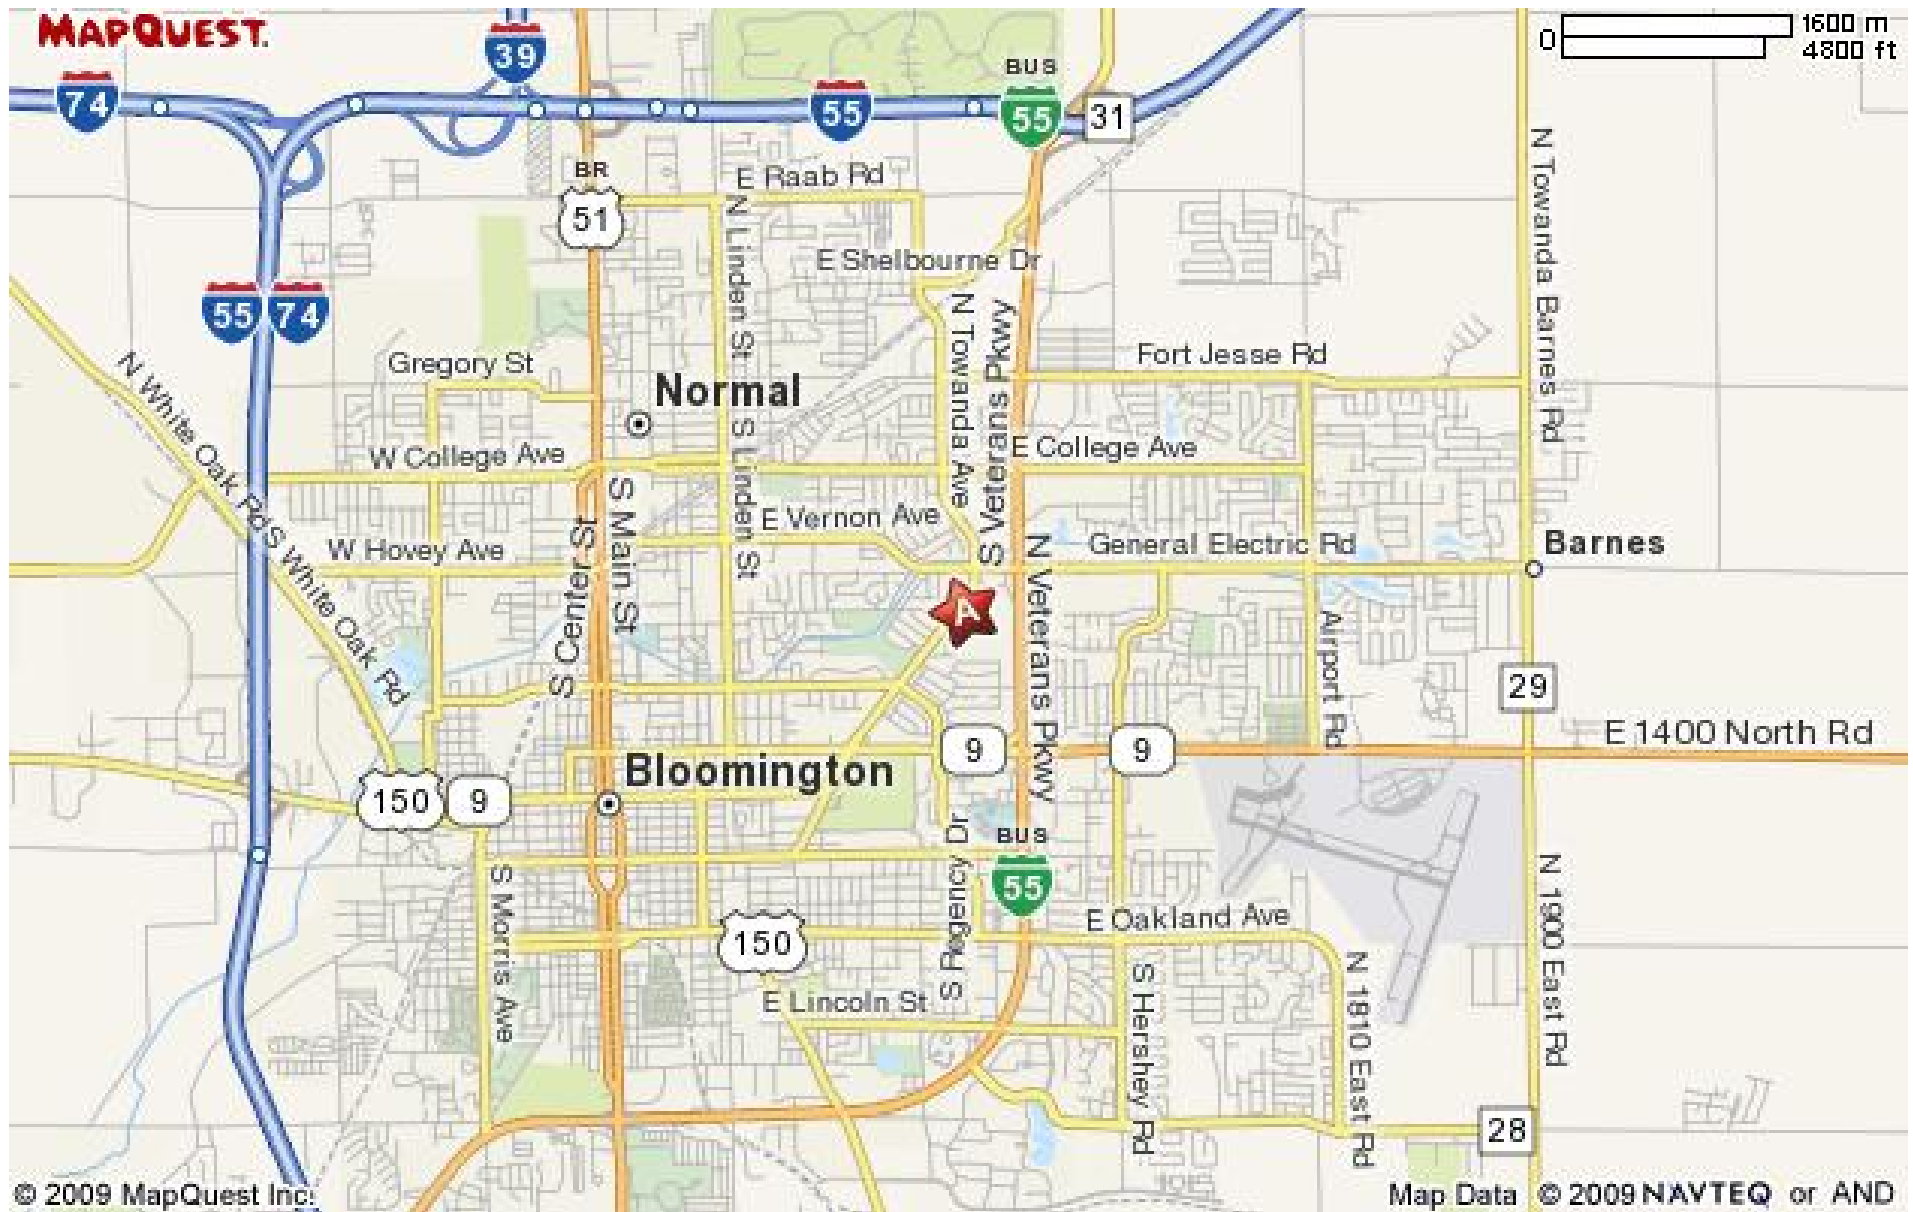 MAPQUEST.
0
1600 m
4800 ft
39
74
55
BUS
55
31
BR
51
E Raab Rd
N Linden St
E Shelbourne Dr
N Towanda Barnes Rd
55
74
N Towanda Ave
S Veterans Pkwy
Gregory St
Fort Jesse Rd
Normal
N White Oak Rd
W College Ave
S Linden St
E College Ave
S Main St
E Vernon Ave
W Hovey Ave
General Electric Rd
Barnes
S White Oak Rd
S Center St
A
N Veterans Pkwy
Airport Rd
29
9
9
E 1400 North Rd
Bloomington
150
9
S Regency Dr
BUS
55
S Morris Ave
N 1900 East Rd
E Oakland Ave
150
E Lincoln St
S Hershey Rd
N 1810 East Rd
28
© 2009 MapQuest Inc.
Map Data © 2009 NAVTEQ or AND